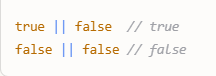 true || false  // true
false || false // false